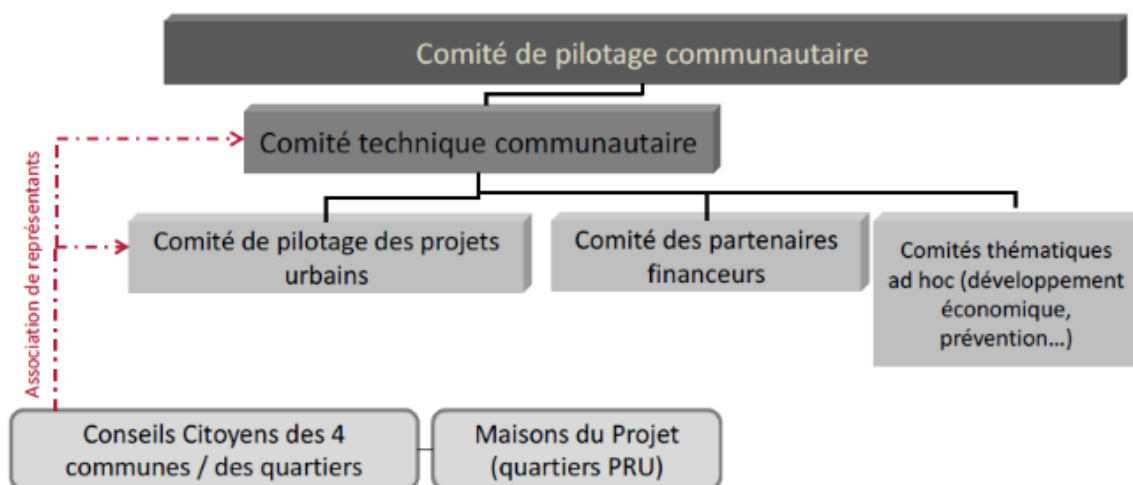 Comité de pilotage communautaire
Comité technique communautaire
Association de représentants
Comité de pilotage des projets
urbains
Comité des partenaires
financeurs
Comités thématiques
ad hoc (développement
économique,
prévention...)
Conseils Citoyens des 4
communes / des quartiers
Maisons du Projet
(quartiers PRU)